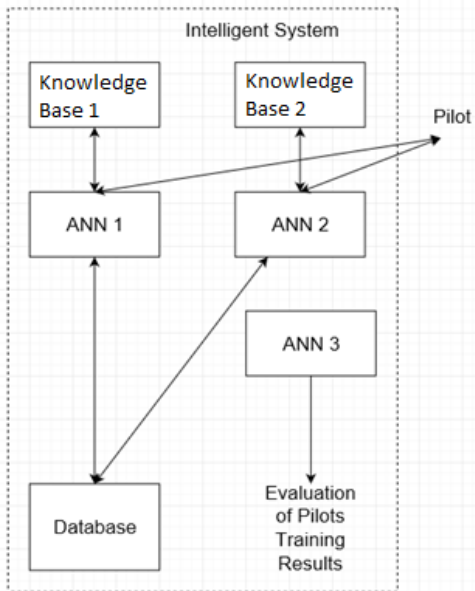 Intelligent System
Knowledge
Base 1
Knowledge
Base 2
Pilot
ANN 1
ANN 2
ANN 3
Database
Evaluation
of Pilots
Training
Results